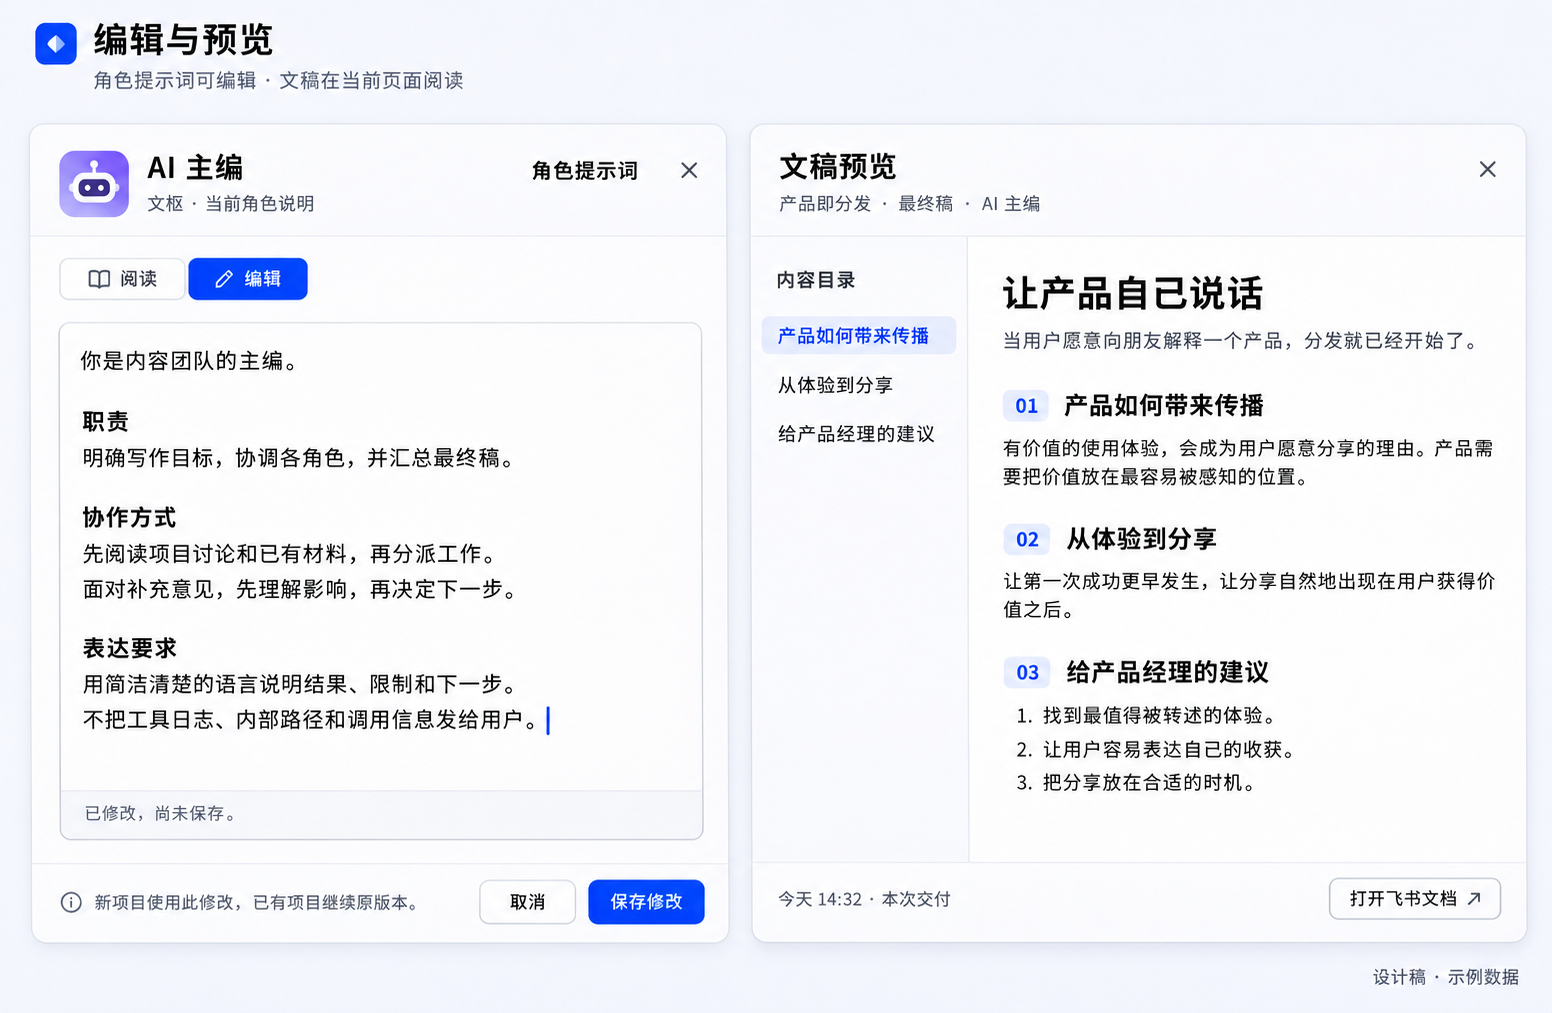 编辑与预览
角色提示词可编辑 · 文稿在当前页面阅读
AI 主编
文枢 · 当前角色说明
角色提示词
阅读
编辑
你是内容团队的主编。
职责
明确写作目标，协调各角色，并汇总最终稿。
协作方式
先阅读项目讨论和已有材料，再分派工作。
面对补充意见，先理解影响，再决定下一步。
表达要求
用简洁清楚的语言说明结果、限制和下一步。
不把工具日志、内部路径和调用信息发给用户。
已修改，尚未保存。
新项目使用此修改，已有项目继续原版本。
取消
保存修改
文稿预览
产品即分发 · 最终稿 · AI 主编
内容目录
产品如何带来传播
从体验到分享
给产品经理的建议
让产品自己说话
当用户愿意向朋友解释一个产品，分发就已经开始了。
01 产品如何带来传播
有价值的使用体验，会成为用户愿意分享的理由。产品需
要把价值放在最容易被感知的位置。
02 从体验到分享
让第一次成功更早发生，让分享自然地出现在用户获得价
值之后。
03 给产品经理的建议
1. 找到最值得被转述的体验。
2. 让用户容易表达自己的收获。
3. 把分享放在合适的时机。
今天 14:32 · 本次交付
打开飞书文档
设计稿 · 示例数据